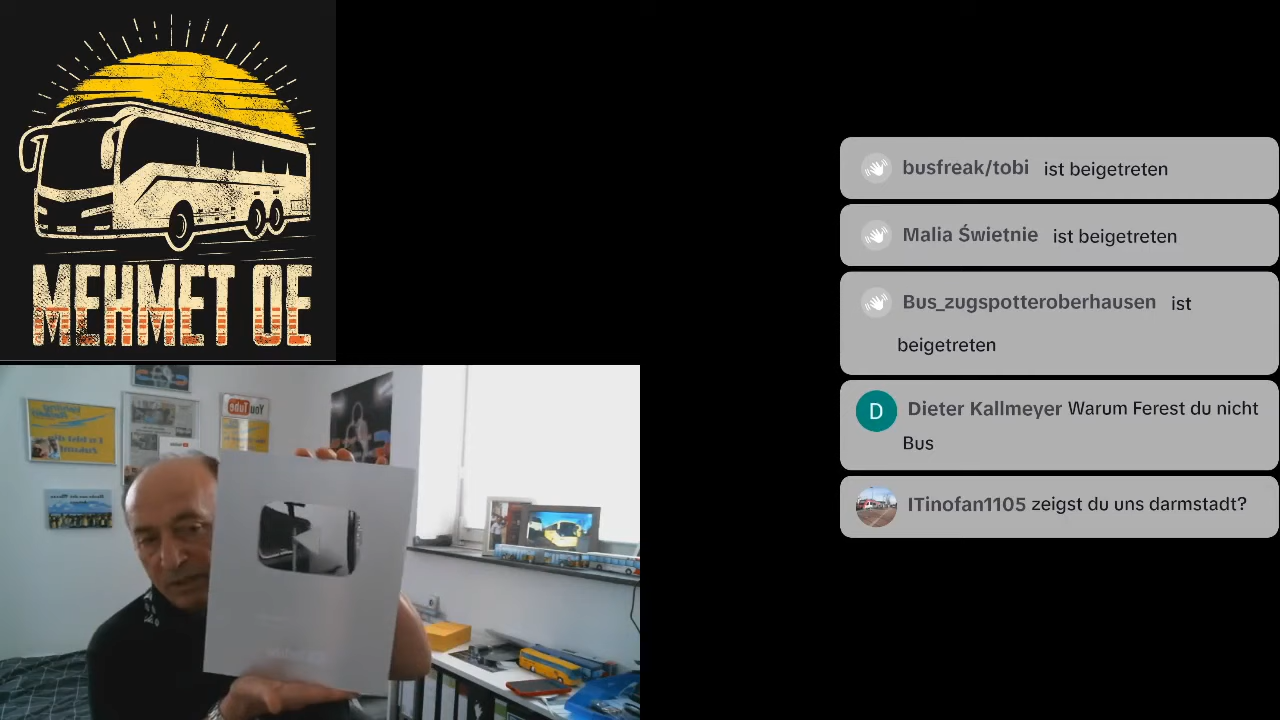 MEHMET OE
busfreak/tobi ist beigetreten
Malia Świetnie ist beigetreten
Bus_zugspotteroberhausen ist
beigetreten
D
Dieter Kallmeyer Warum Ferest du nicht
Bus
ITinofan1105 zeigst du uns darmstadt?
YouTube